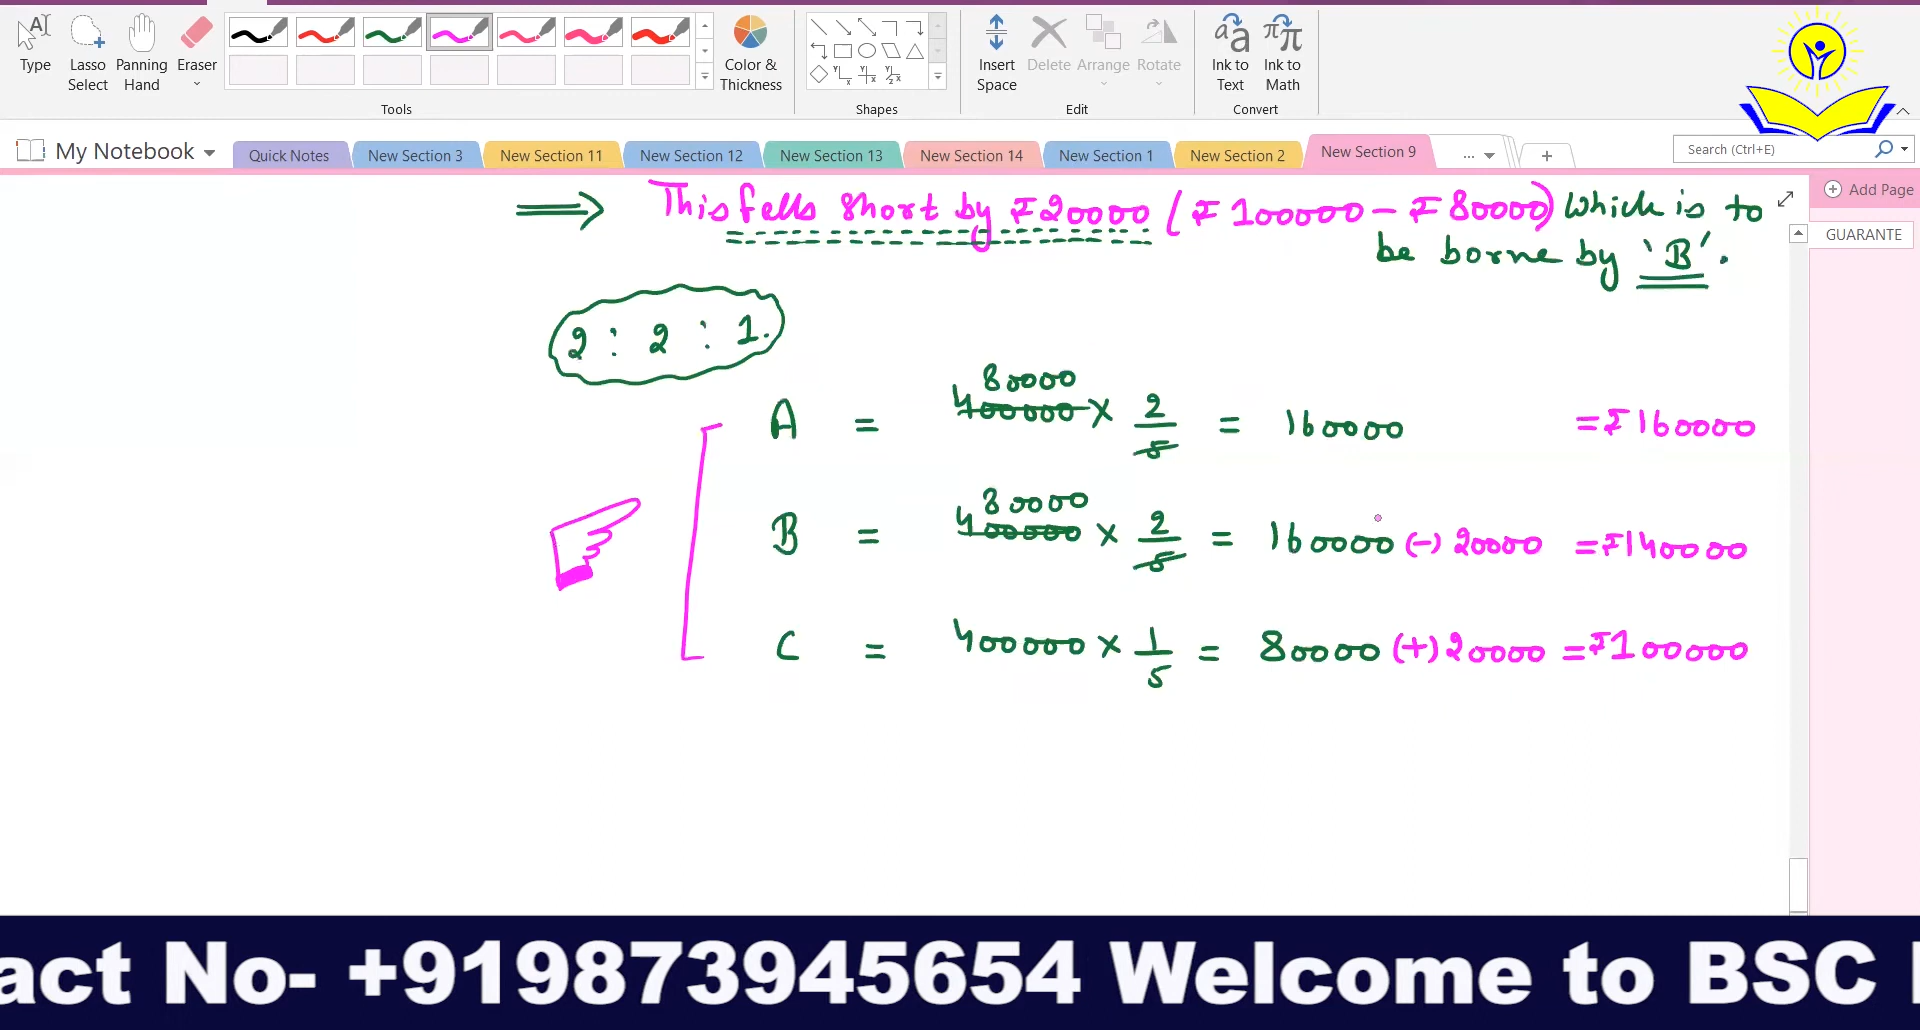 Type
Lasso Select
Panning Hand
Eraser
Color & Thickness
Insert Space
Delete
Arrange
Rotate
Ink to Text
Ink to Math
Tools
Shapes
Edit
Convert
My Notebook
Quick Notes
New Section 3
New Section 11
New Section 12
New Section 13
New Section 14
New Section 1
New Section 2
New Section 9
...
Search (Ctrl+E)
Add Page
GUARANTE
⇒ This falls short by ₹20000 (₹100000 - ₹80000) Which is to
be borne by 'B'.
2 : 2 : 1.
80000
A = 400000 × 2/5 = 160000 = ₹160000
80000
B = 400000 × 2/5 = 160000 (-) 20000 = ₹140000
C = 400000 × 1/5 = 80000 (+) 20000 = ₹100000
act No- +919873945654 Welcome to BSC